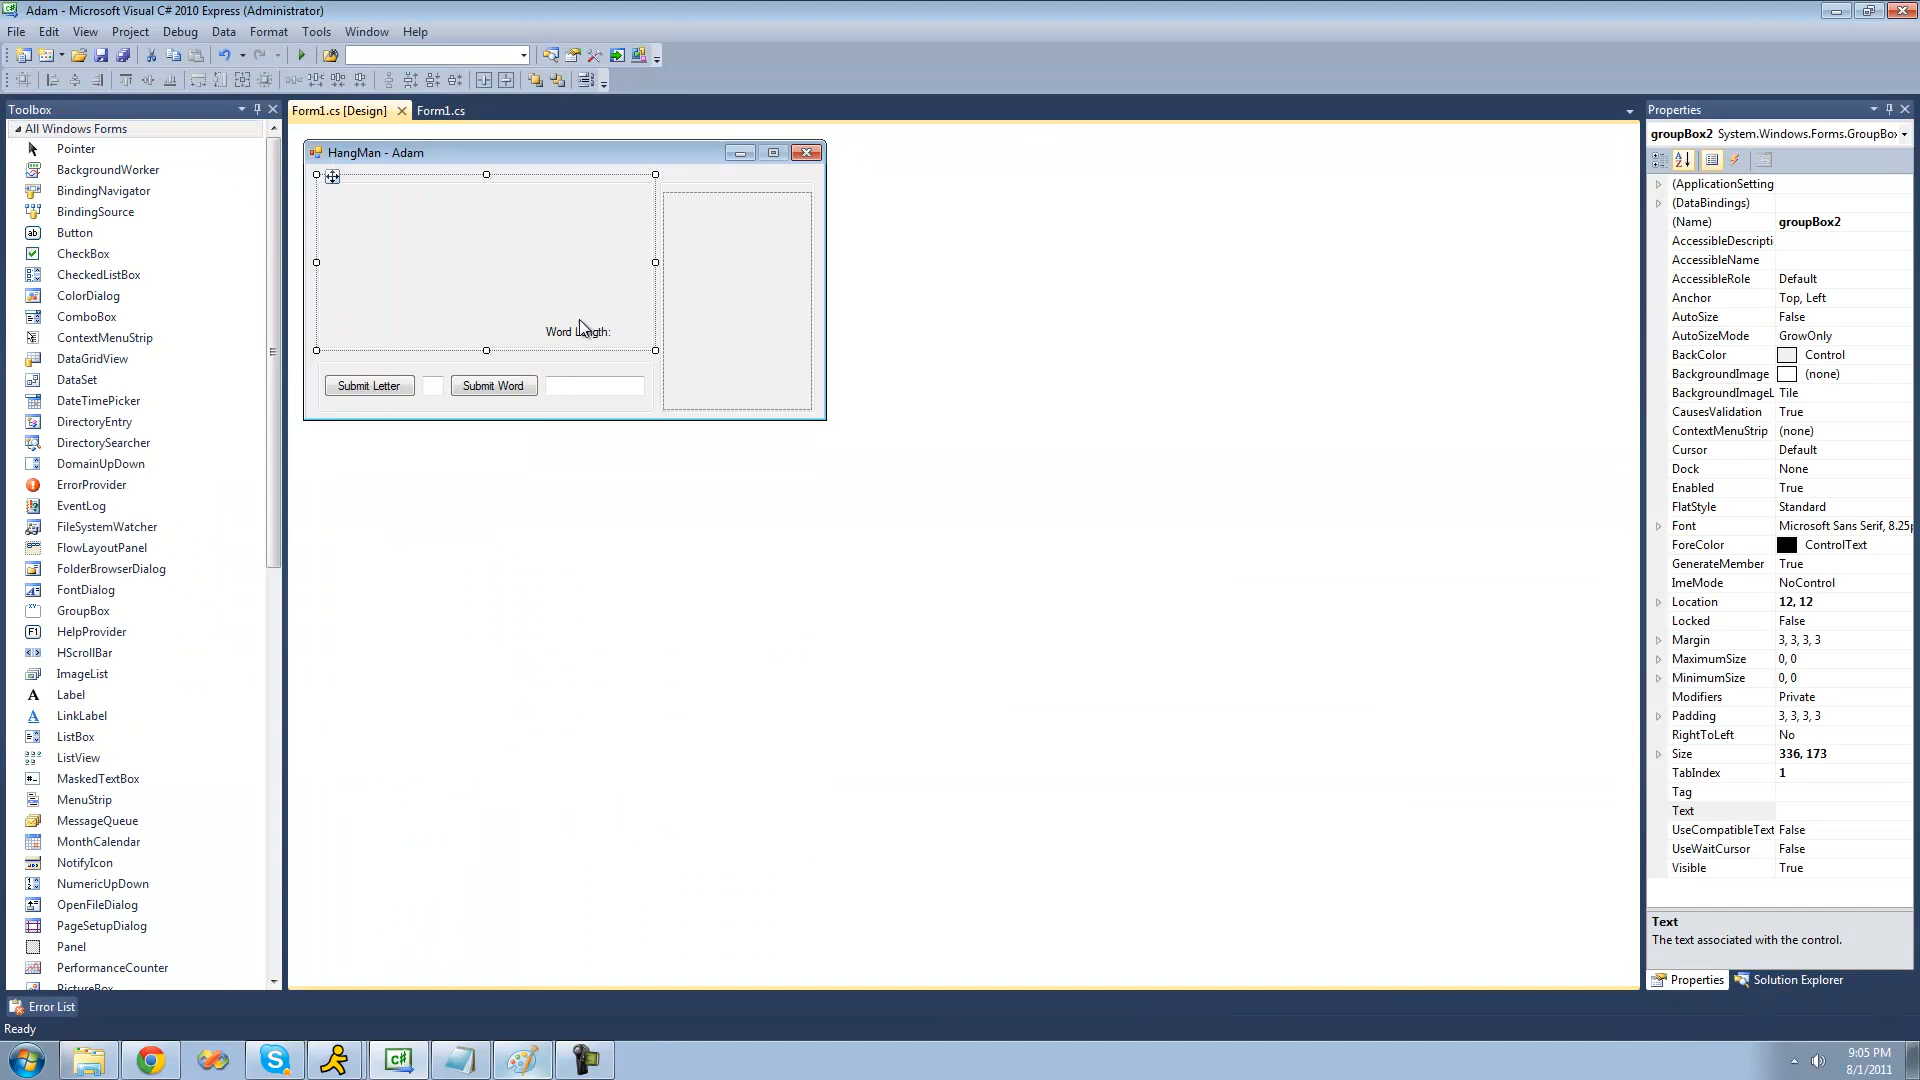 Adam - Microsoft Visual C# 2010 Express (Administrator)
File Edit View Project Debug Data Format Tools Window Help
Toolbox
Form1.cs [Design]
Form1.cs
Properties
All Windows Forms
Pointer
BackgroundWorker
BindingNavigator
BindingSource
Button
CheckBox
CheckedListBox
ColorDialog
ComboBox
ContextMenuStrip
DataGridView
DataSet
DateTimePicker
DirectoryEntry
DirectorySearcher
DomainUpDown
ErrorProvider
EventLog
FileSystemWatcher
FlowLayoutPanel
FolderBrowserDialog
FontDialog
GroupBox
HelpProvider
HScrollBar
ImageList
Label
LinkLabel
ListBox
ListView
MaskedTextBox
MenuStrip
MessageQueue
MonthCalendar
NotifyIcon
NumericUpDown
OpenFileDialog
PageSetupDialog
Panel
PerformanceCounter
PictureBox
HangMan - Adam
Word Length:
Submit Letter
Submit Word
groupBox2 System.Windows.Forms.GroupBo
(ApplicationSetting
(DataBindings)
(Name) groupBox2
AccessibleDescripti
AccessibleName
AccessibleRole Default
Anchor Top, Left
AutoSize False
AutoSizeMode GrowOnly
BackColor Control
BackgroundImage (none)
BackgroundImageL Tile
CausesValidation True
ContextMenuStrip (none)
Cursor Default
Dock None
Enabled True
FlatStyle Standard
Font Microsoft Sans Serif, 8.25p
ForeColor ControlText
GenerateMember True
ImeMode NoControl
Location 12, 12
Locked False
Margin 3, 3, 3, 3
MaximumSize 0, 0
MinimumSize 0, 0
Modifiers Private
Padding 3, 3, 3, 3
RightToLeft No
Size 336, 173
TabIndex 1
Tag
Text
UseCompatibleText False
UseWaitCursor False
Visible True
Text
The text associated with the control.
Properties
Solution Explorer
Error List
Ready
9:05 PM
8/1/2011